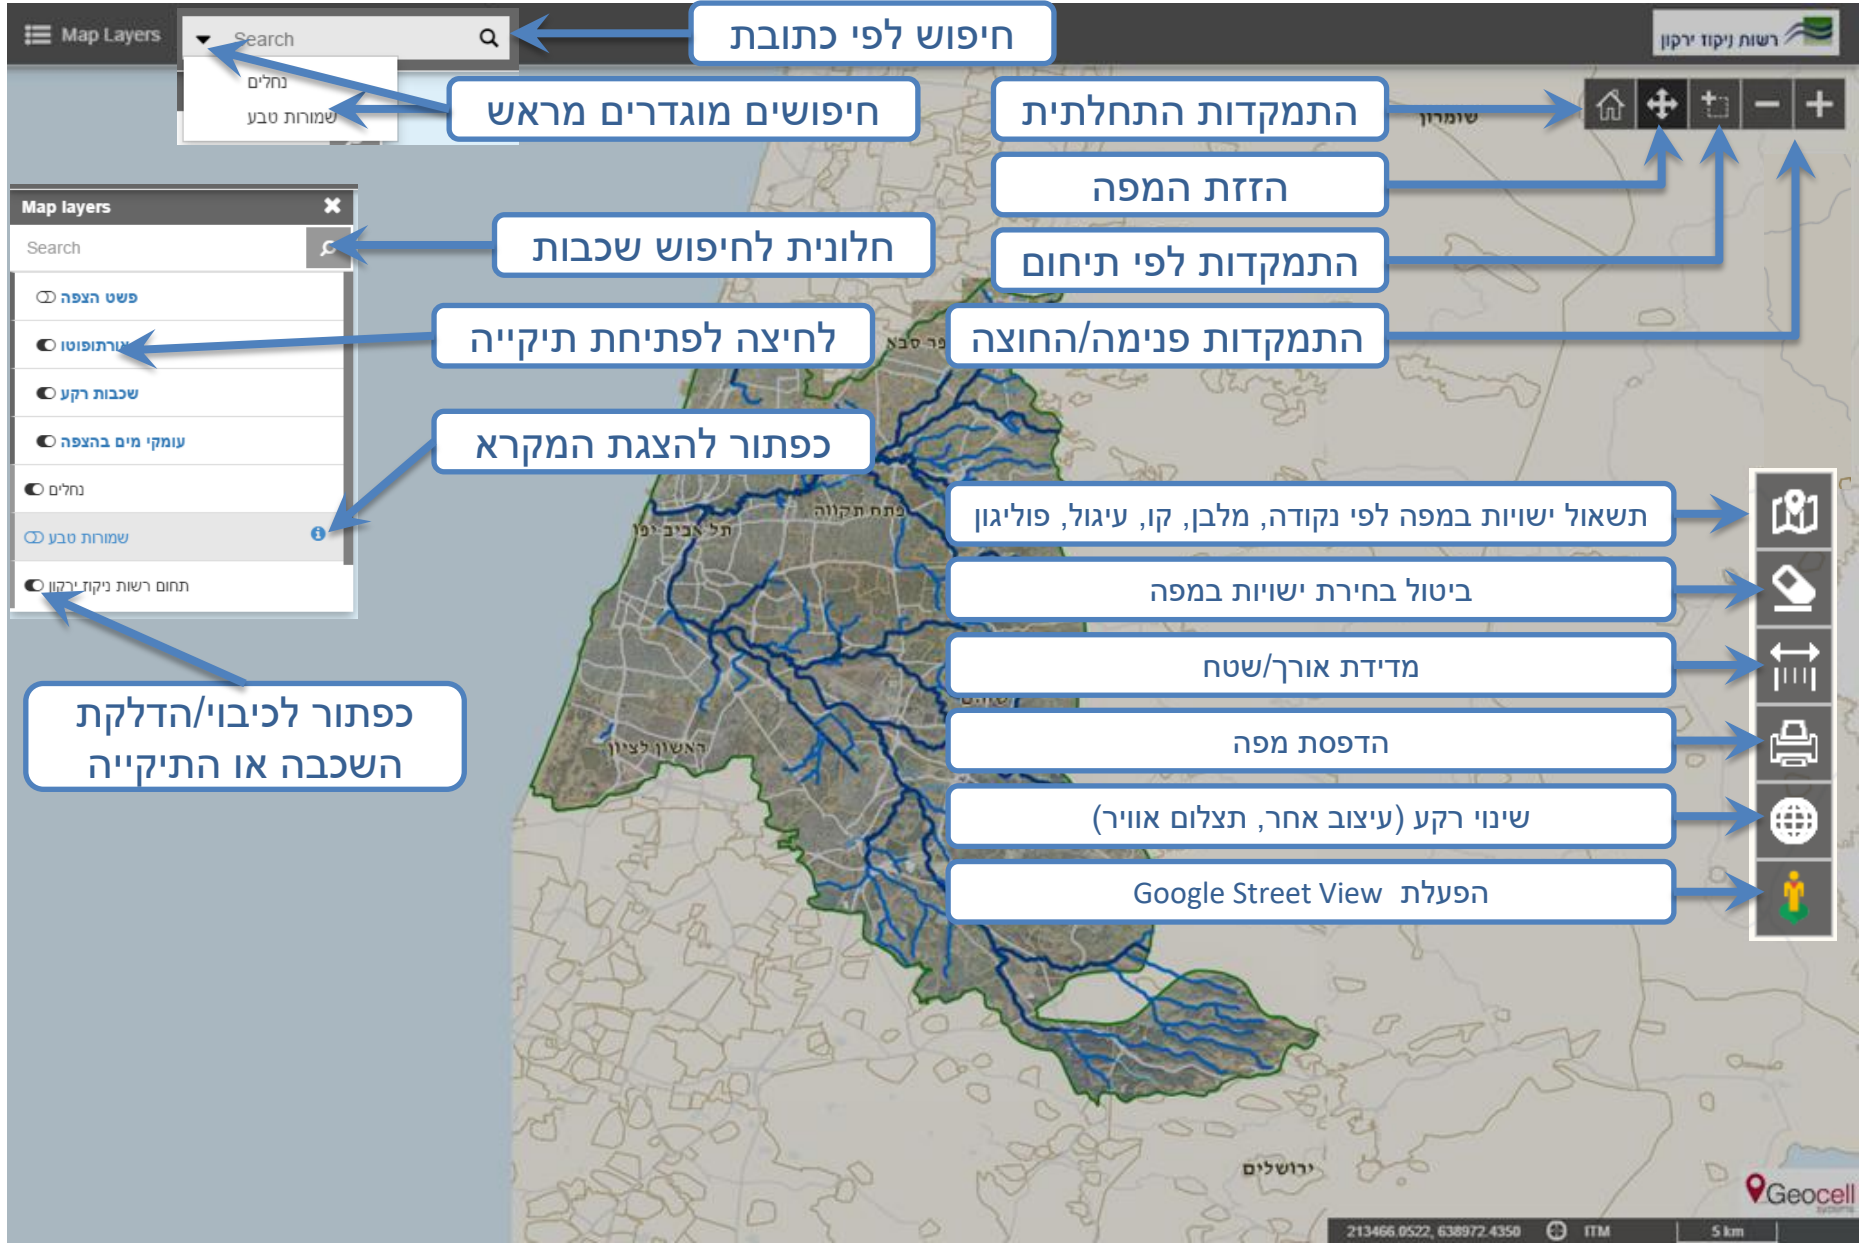 Map Layers
Search
חיפוש לפי כתובת
רשות ניקוז ירקון
נחלים
שמורות טבע
חיפושים מוגדרים מראש
התמקדות התחלתית
שומרון
הזזת המפה
Map layers
Search
חלונית לחיפוש שכבות
התמקדות לפי תיחום
פשט הצפה
אורתופוטו
לחיצה לפתיחת תיקייה
פר סבא
התמקדות פנימה/החוצה
שכבות רקע
עומקי מים בהצפה
כפתור להצגת המקרא
נחלים
שמורות טבע
תחום רשות ניקוז ירקון
פתח תקווה
תל אביב יפו
תשאול ישויות במפה לפי נקודה, מלבן, קו, עיגול, פוליגון
ביטול בחירת ישויות במפה
מדידת אורך/שטח
כפתור לכיבוי/הדלקת
השכבה או התיקייה
ראשון לציון
הדפסת מפה
שינוי רקע (עיצוב אחר, תצלום אוויר)
הפעלת Google Street View
ירושלים
Geocell
systems
213466.0522, 638972.4350
ITM
5 km